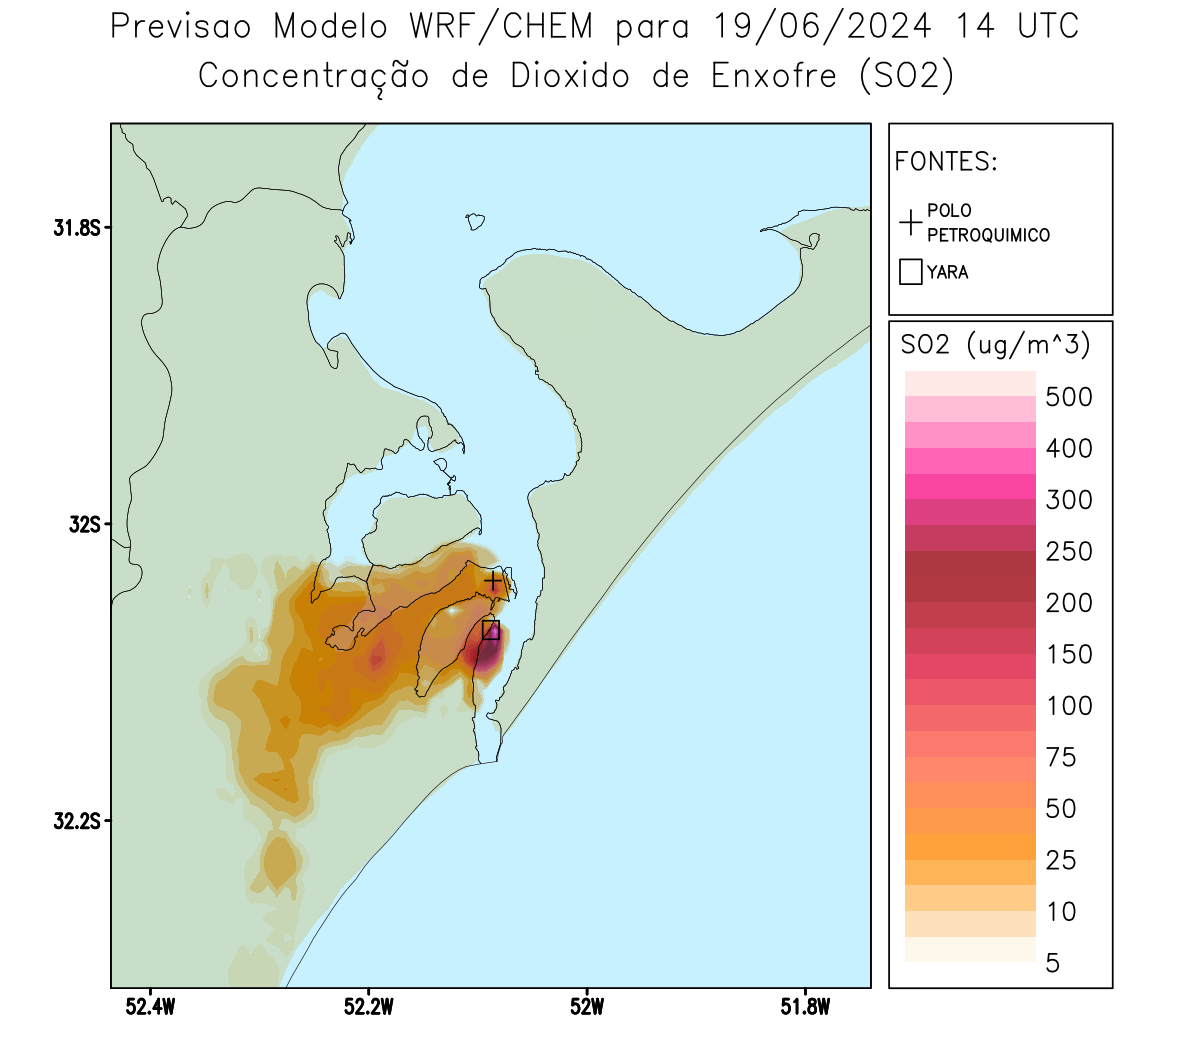 Previsao Modelo WRF/CHEM para 19/06/2024 14 UTC
Concentração de Dioxido de Enxofre (SO2)
FONTES:
POLO
PETROQUIMICO
YARA
31.8S
32S
32.2S
52.4W
52.2W
52W
51.8W
SO2 (ug/m^3)
500
400
300
250
200
150
100
75
50
25
10
5